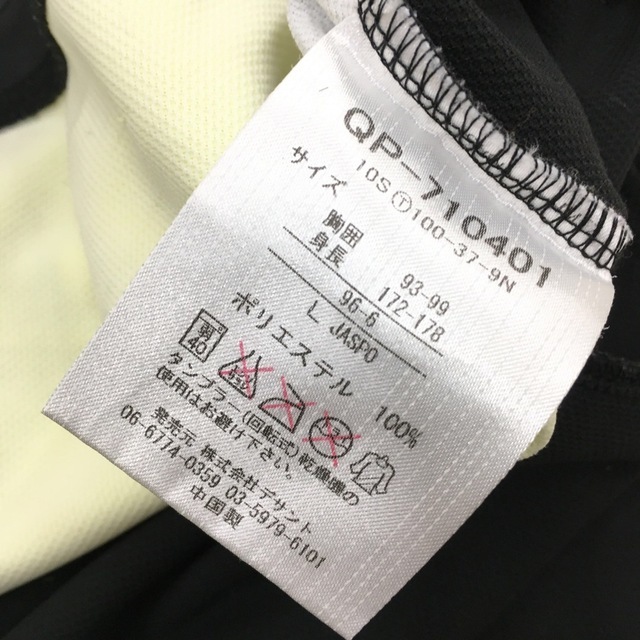 QP-710401
10S Ⓣ100-37-9N
サイズ
胸囲 93-99
身長 172-178
96-6
L JASPO
ポリエステル 100%
弱 40
タンブラー(回転式)乾燥機の
使用はお避け下さい。
発売元 株式会社デサント
06-6774-0359 03-5979-6101
中国製